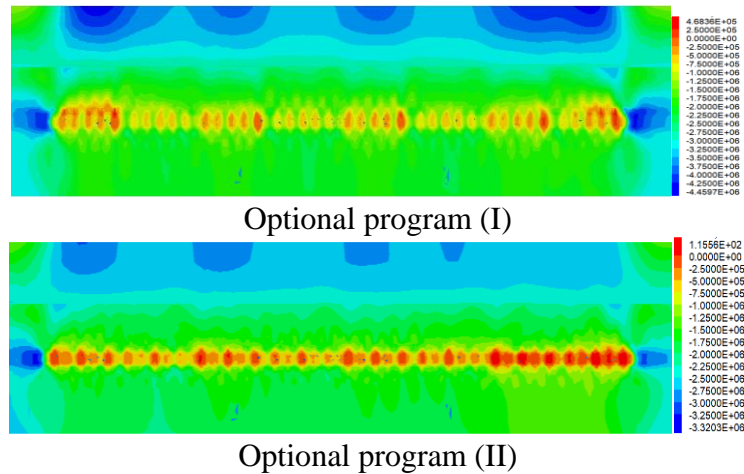 4.6836E+05
2.5000E+05
0.0000E+00
-2.5000E+05
-5.0000E+05
-7.5000E+05
-1.0000E+06
-1.2500E+06
-1.5000E+06
-1.7500E+06
-2.0000E+06
-2.2500E+06
-2.5000E+06
-2.7500E+06
-3.0000E+06
-3.2500E+06
-3.5000E+06
-3.7500E+06
-4.0000E+06
-4.2500E+06
-4.4597E+06
Optional program (I)
1.1556E+02
0.0000E+00
-2.5000E+05
-5.0000E+05
-7.5000E+05
-1.0000E+06
-1.2500E+06
-1.5000E+06
-1.7500E+06
-2.0000E+06
-2.2500E+06
-2.5000E+06
-2.7500E+06
-3.0000E+06
-3.2500E+06
-3.3203E+06
Optional program (II)